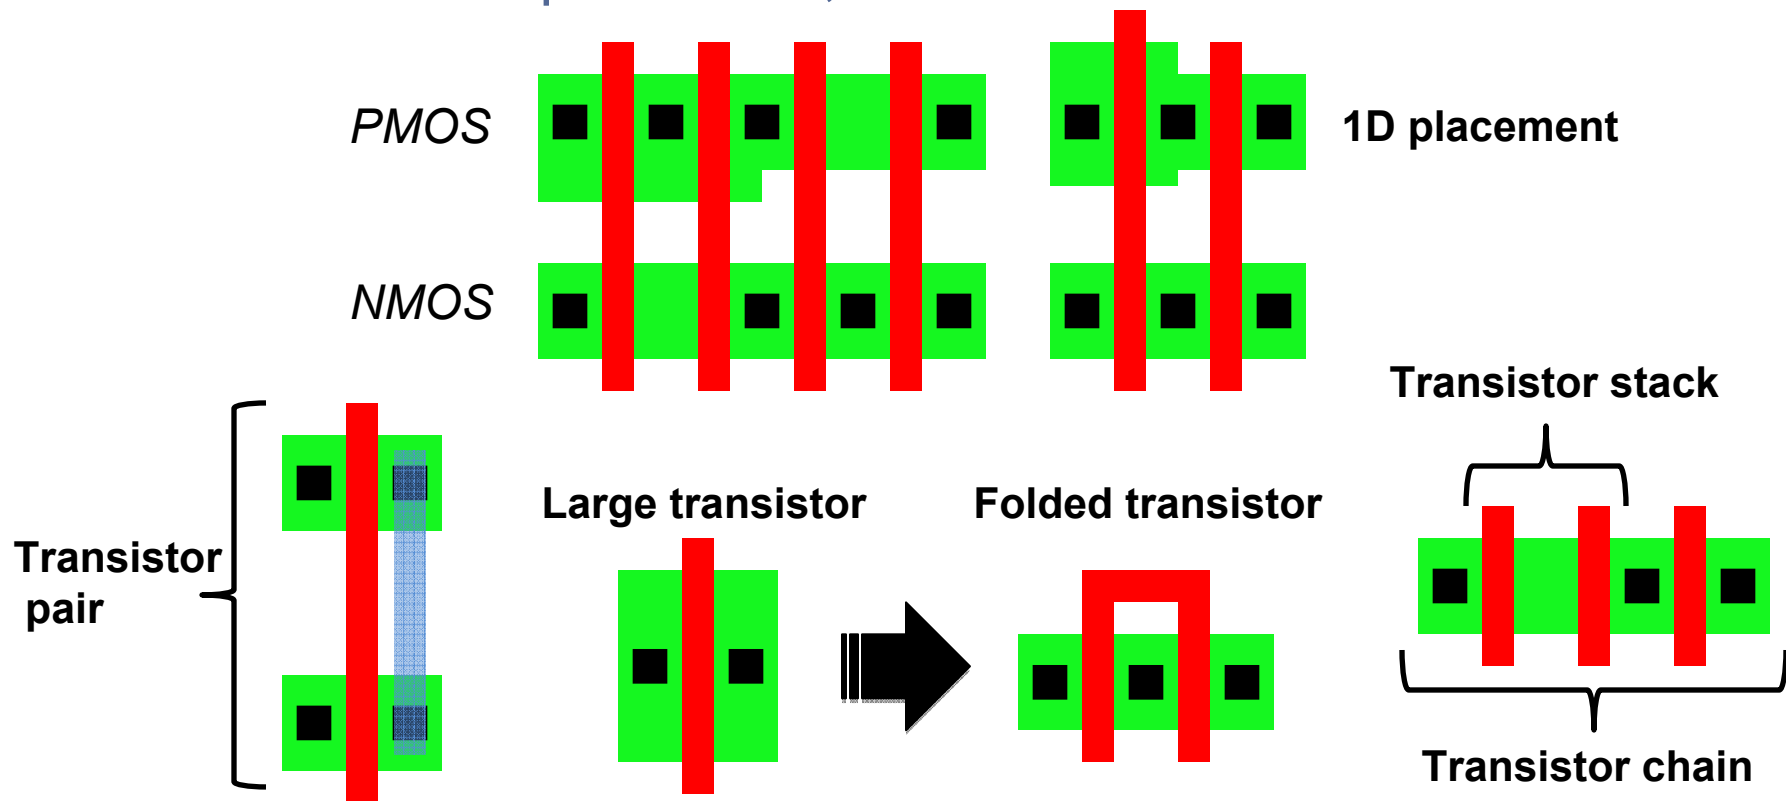 PMOS
1D placement
NMOS
Transistor stack
Large transistor
Folded transistor
Transistor
pair
Transistor chain